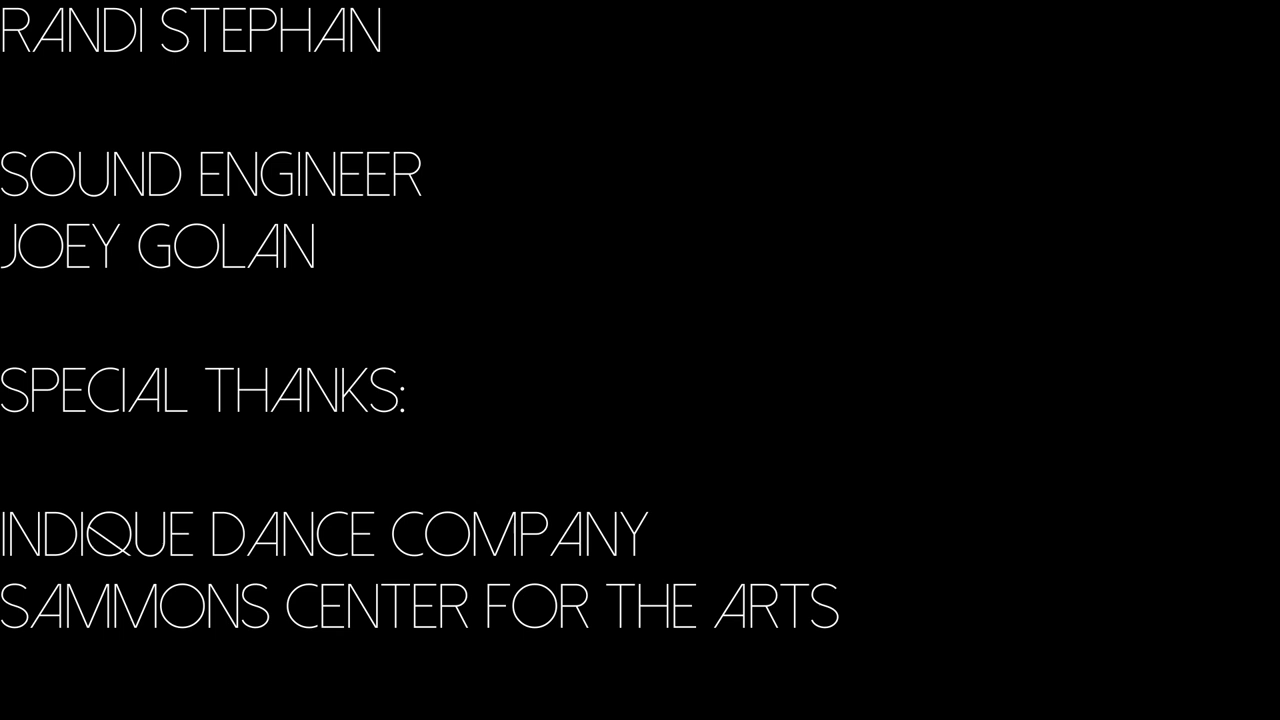 RANDI STEPHAN
SOUND ENGINEER
JOEY GOLAN
SPECIAL THANKS:
INDIQUE DANCE COMPANY
SAMMONS CENTER FOR THE ARTS